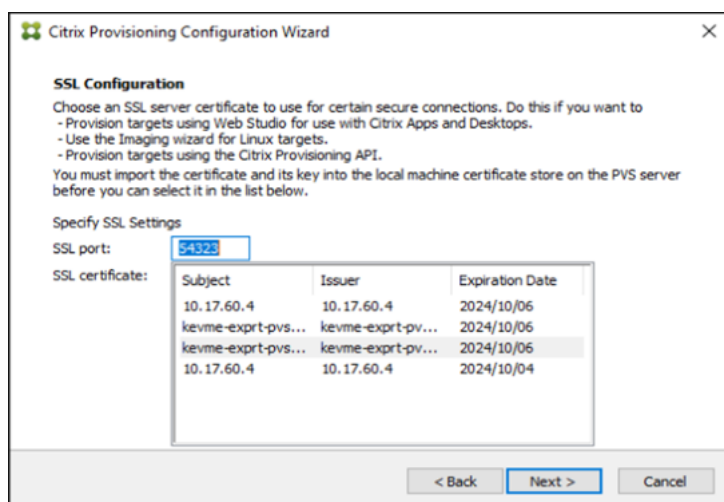 Citrix Provisioning Configuration Wizard
SSL Configuration
Choose an SSL server certificate to use for certain secure connections. Do this if you want to
- Provision targets using Web Studio for use with Citrix Apps and Desktops.
- Use the Imaging wizard for Linux targets.
- Provision targets using the Citrix Provisioning API.
You must import the certificate and its key into the local machine certificate store on the PVS server
before you can select it in the list below.
Specify SSL Settings
SSL port: 54323
SSL certificate:
Subject Issuer Expiration Date
10.17.60.4 10.17.60.4 2024/10/06
kevme-exprt-pvs... kevme-exprt-pv... 2024/10/06
kevme-exprt-pvs... kevme-exprt-pv... 2024/10/06
10.17.60.4 10.17.60.4 2024/10/04
< Back Next > Cancel